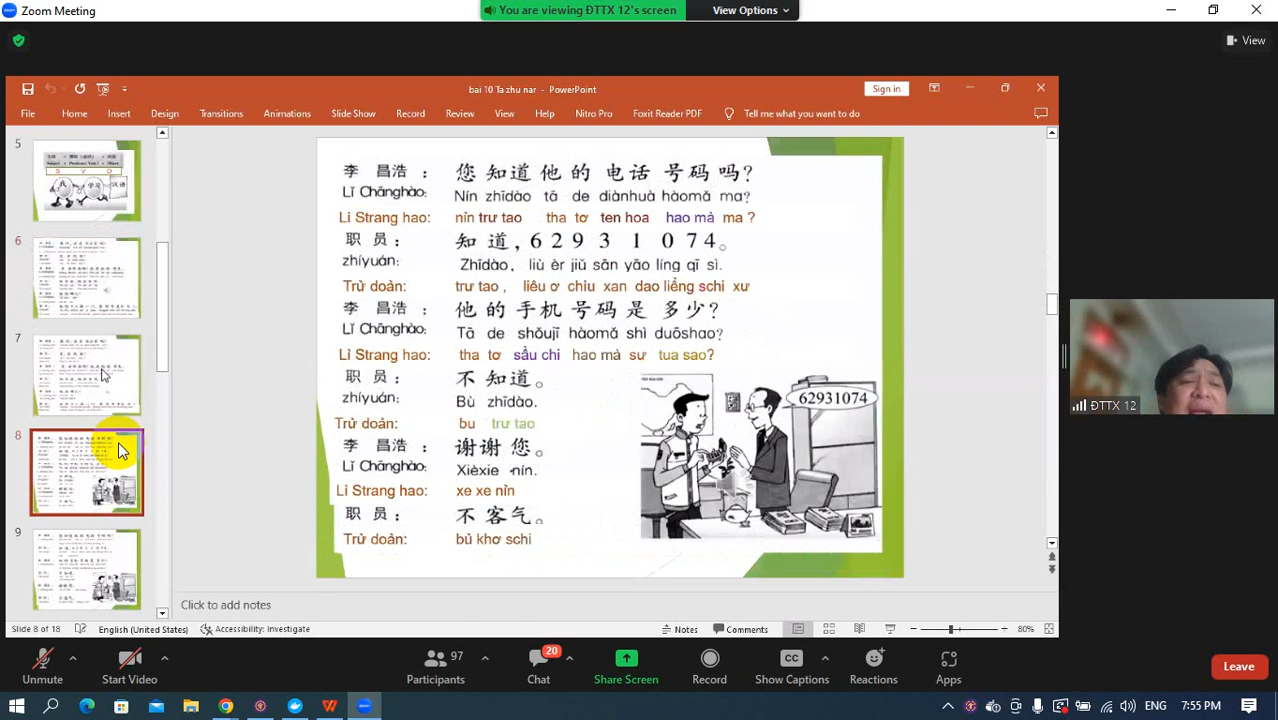 Zoom Meeting
You are viewing ĐTTX 12's screen
View Options
View
bai 10 Ta zhu nar - PowerPoint
Sign in
File Home Insert Design Transitions Animations Slide Show Record Review View Help Nitro Pro Foxit Reader PDF Tell me what you want to do
5
6
7
8
9
李 昌浩： 您 知道 他 的 电话 号码 吗？
Lǐ Chānghào: Nín zhīdào tā de diànhuà hàomǎ ma?
Lỉ Strang hao: nỉn trư tao tha tơ ten hoa hao mả ma ?
职 员： 知 道，6 2 9 3 1 0 7 4。
zhíyuán: Zhīdào, liù èr jiǔ sān yāo líng qī sì.
Trử doản: trư tao , liêu ơ chiu xan dao liểng schi xư
李 昌浩： 他 的 手机 号码 是 多少？
Lǐ Chānghào: Tā de shǒujī hàomǎ shì duōshao?
Lỉ Strang hao: tha tơ sẩu chi hao mả sư tua sao?
职 员： 不 知道。
zhíyuán: Bù zhīdào.
Trử doản: bu trư tao
李 昌浩： 谢谢 您。
Lǐ Chānghào: Xièxie nín.
Lỉ Strang hao: xe xe nỉn
职 员： 不 客气。
Trử doản: bủ khơ schi
62931074
ĐTTX 12
Click to add notes
Slide 8 of 18 English (United States) Accessibility: Investigate Notes Comments 80%
97 20
Unmute Start Video Participants Chat Share Screen Record Show Captions Reactions Apps Leave
ENG 7:55 PM